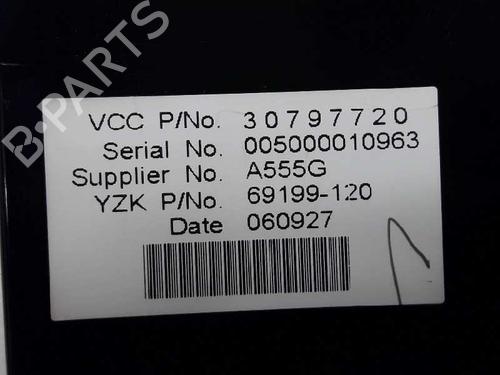 B-PARTS
VCC P/No. 30797720
Serial No. 005000010963
Supplier No. A555G
YZK P/No. 69199-120
Date 060927